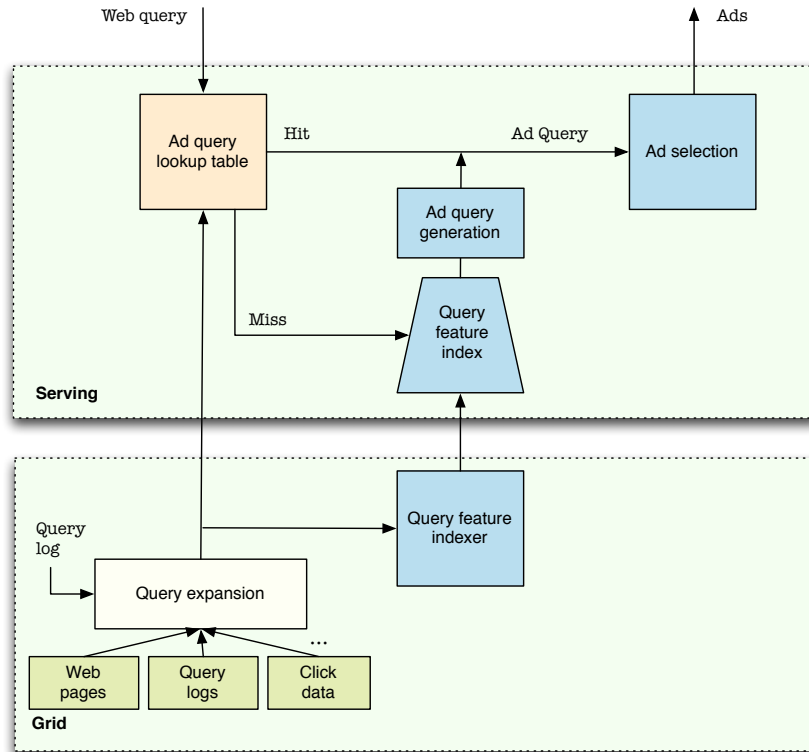 Web query
Ads
Ad query
lookup table
Hit
Ad Query
Ad selection
Ad query
generation
Miss
Query
feature
index
Serving
Query feature
indexer
Query
log
Query expansion
...
Web
pages
Query
logs
Click
data
Grid